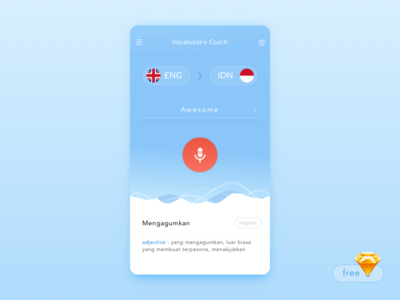 Vocabulary Coach
ENG
IDN
Awesome
Mengagumkan
report
adjective : yang mengagumkan, luar biasa
yang membuat terpesona, menakjubkan
free